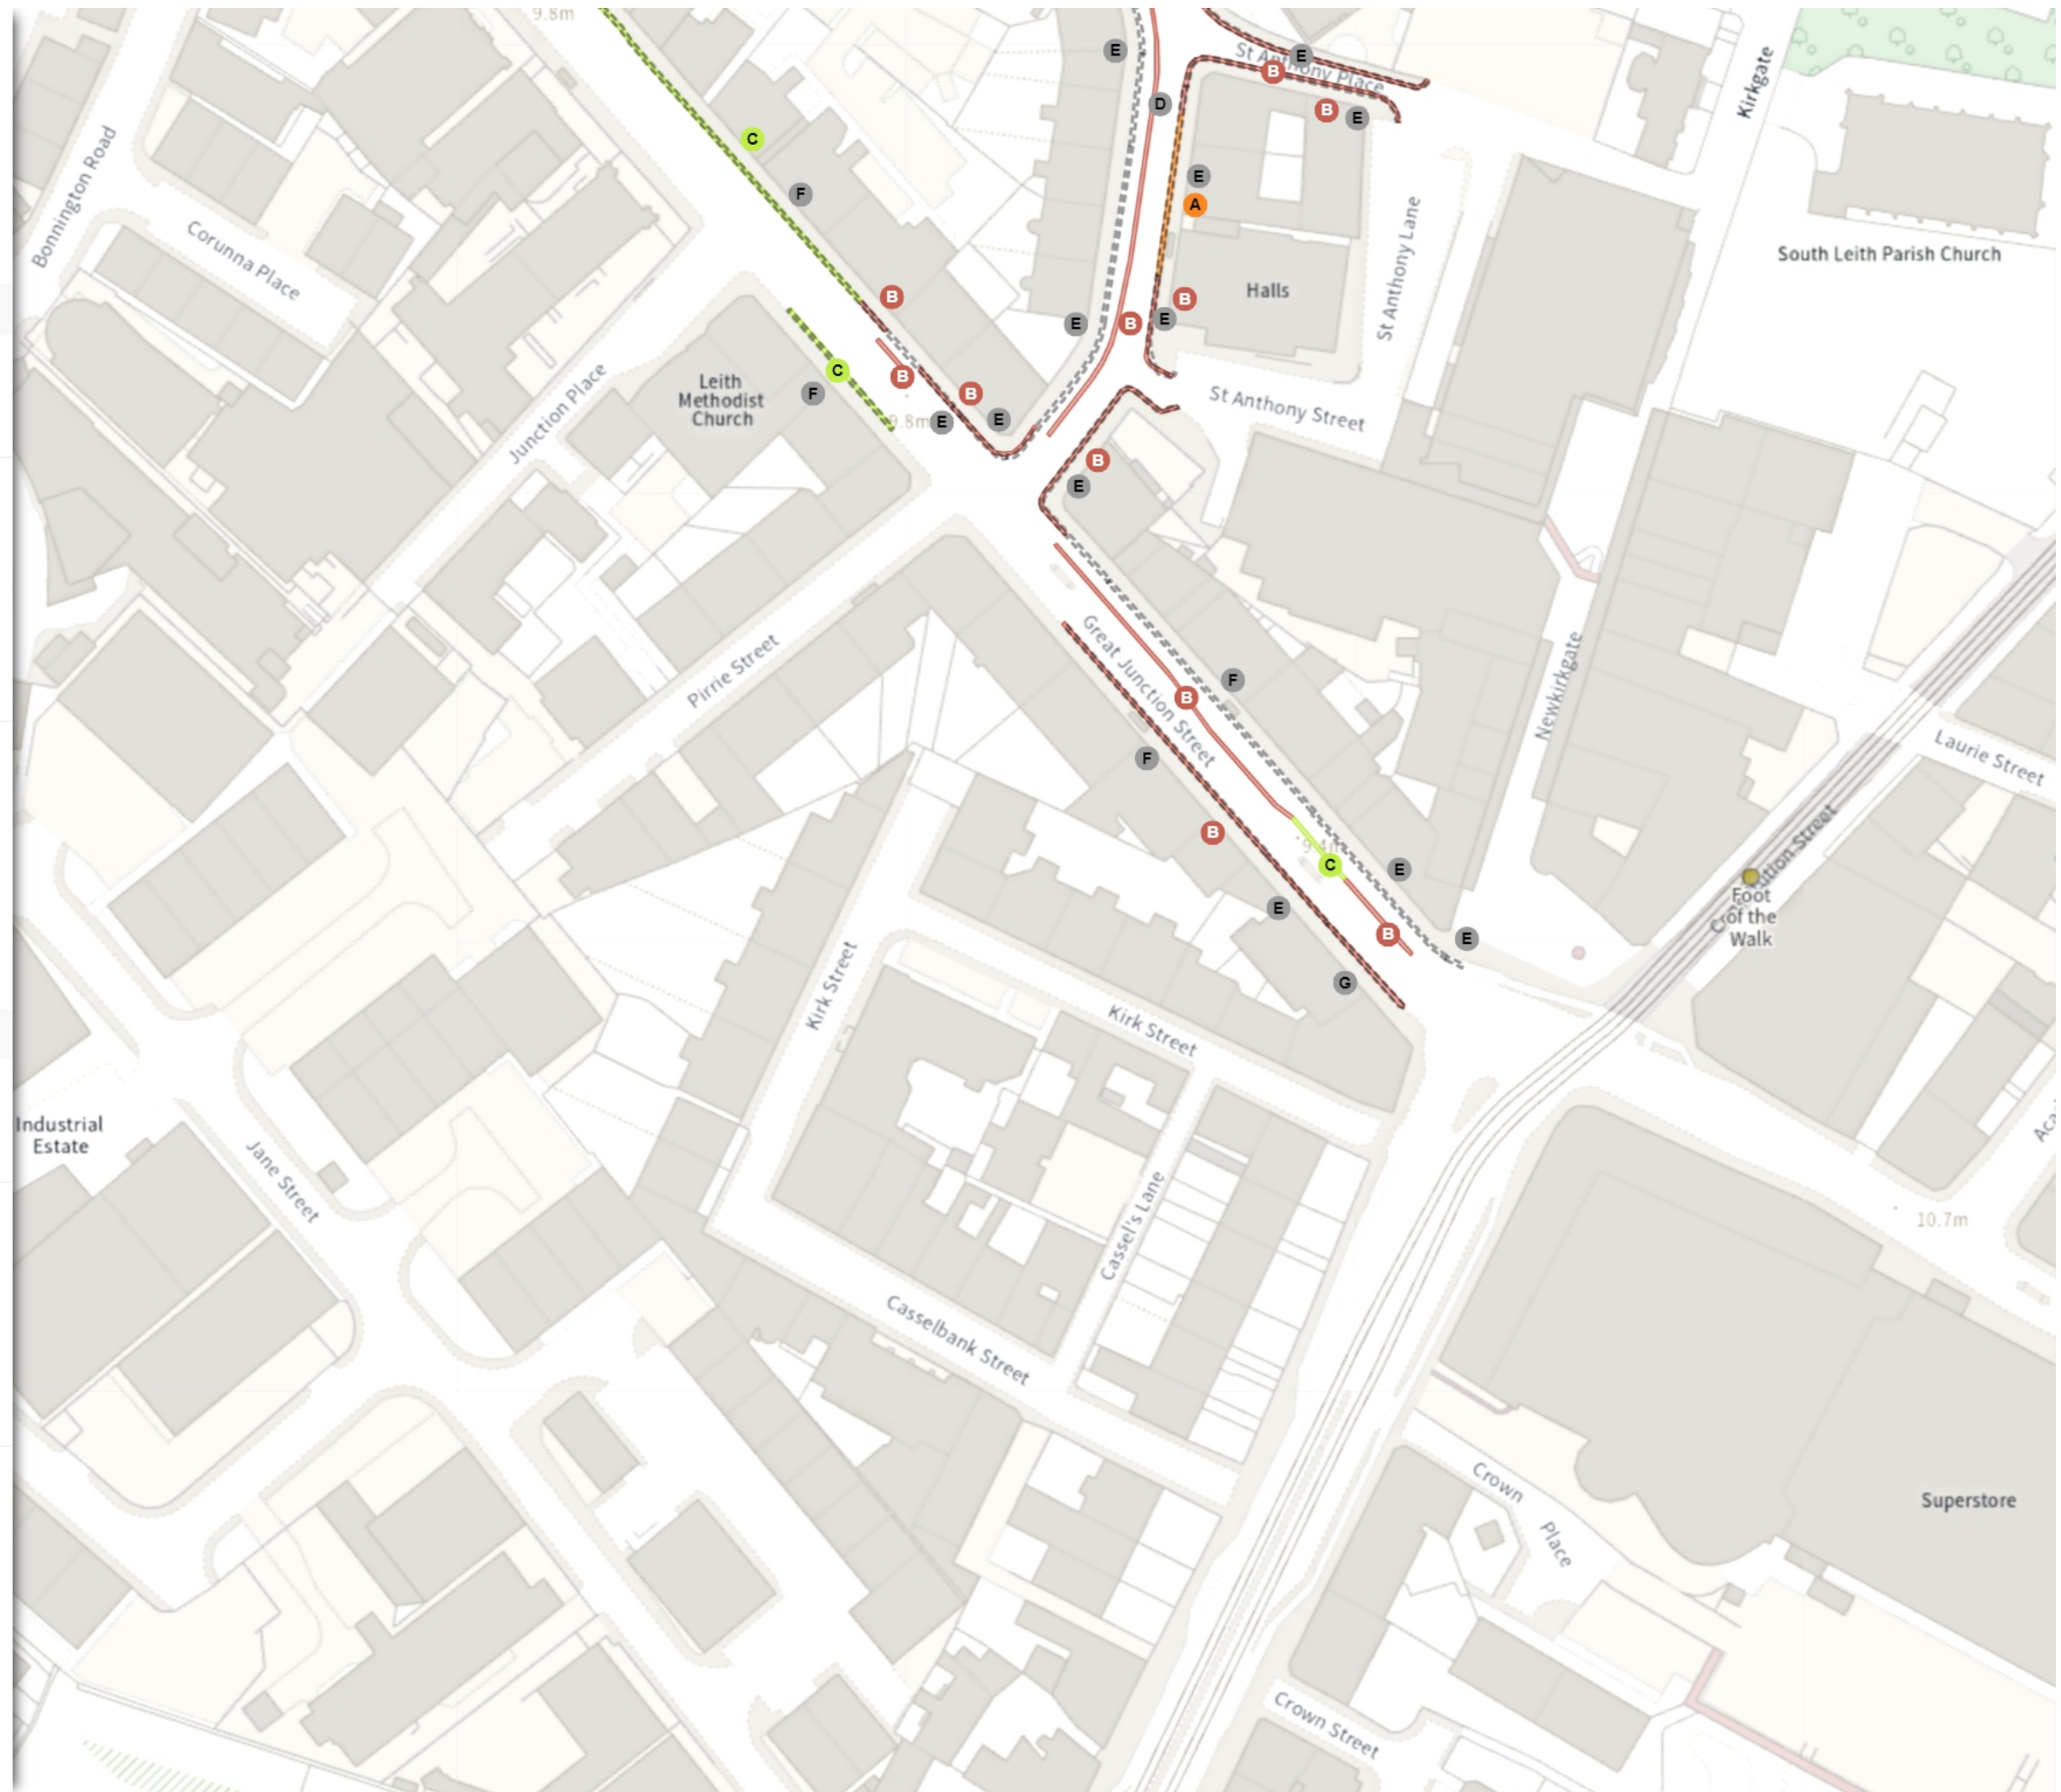 9.8m
E
St Anthony Place
E
B
Kirkgate
D
B
E
C
Bonnington Road
E
F
A
St Anthony Lane
South Leith Parish Church
Corunna Place
Halls
B
B
E
B
E
C
B
Leith
Methodist
Church
F
B
E
E
9.8m
St Anthony Street
Junction Place
B
E
Great Junction Street
Pirrie Street
F
B
Newkirkgate
F
Laurie Street
B
9.4m
C
E
Foot
of the
Walk
E
B
E
Kirk Street
G
Kirk Street
Industrial
Estate
Jane Street
Cassel's Lane
10.7m
Casselbank Street
Crown
Place
Superstore
Crown Street